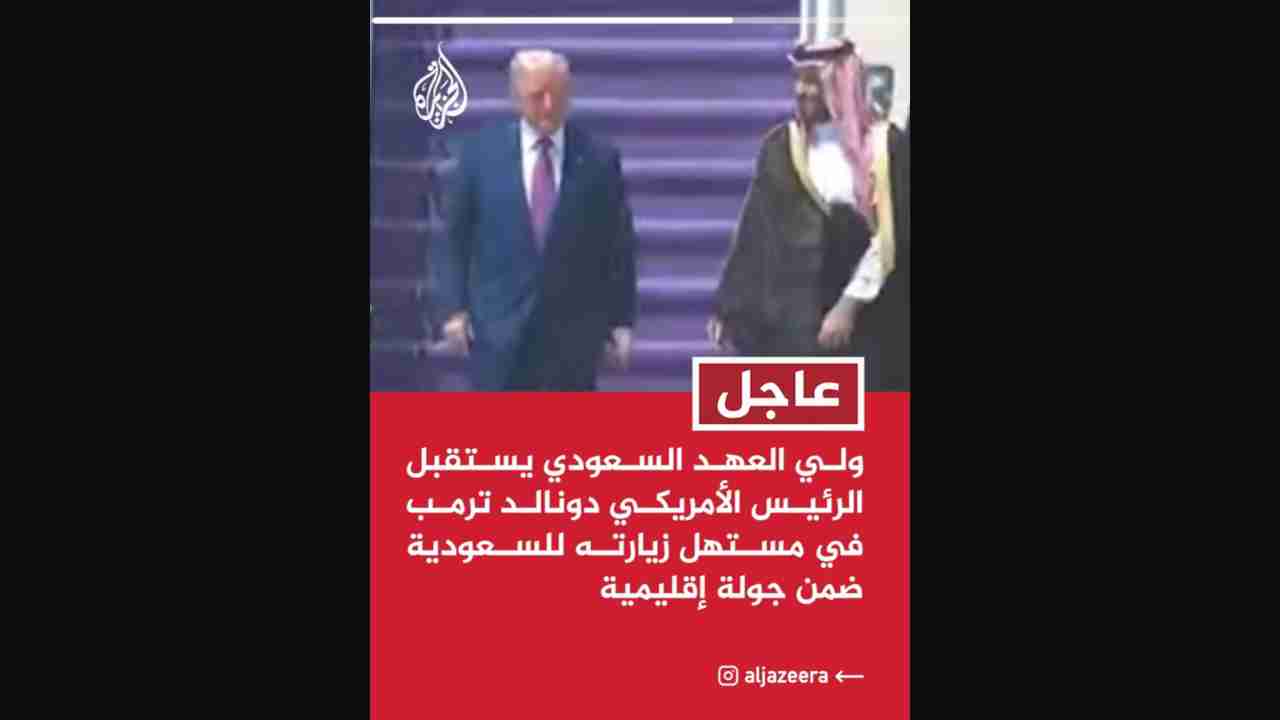 الجزيرة
عاجل
ولي العهد السعودي يستقبل
الرئيس الأمريكي دونالد ترمب
في مستهل زيارته للسعودية
ضمن جولة إقليمية
aljazeera